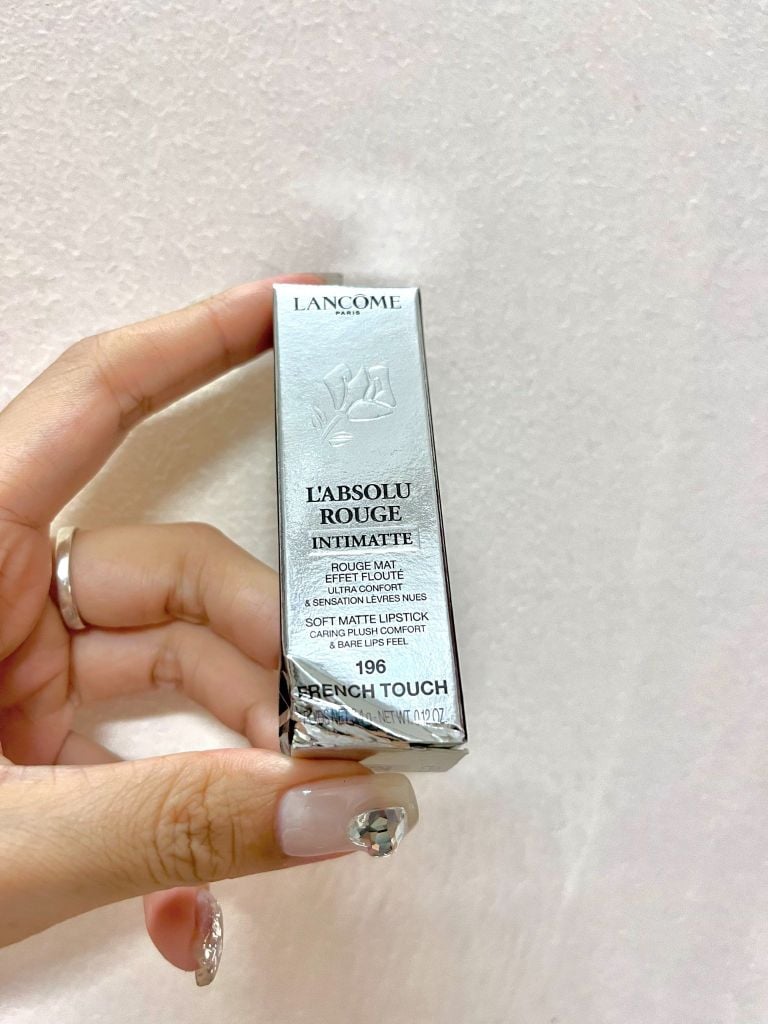 LANCÔME
PARIS
L'ABSOLU
ROUGE
INTIMATTE
ROUGE MAT
EFFET FLOUTÉ
ULTRA CONFORT
& SENSATION LÈVRES NUES
SOFT MATTE LIPSTICK
CARING PLUSH COMFORT
& BARE LIPS FEEL
196
FRENCH TOUCH
NET WT. 0.12 OZ.